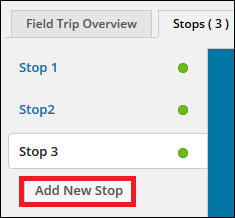 Field Trip Overview Stops ( 3 )
Stop 1
Stop2
Stop 3
Add New Stop